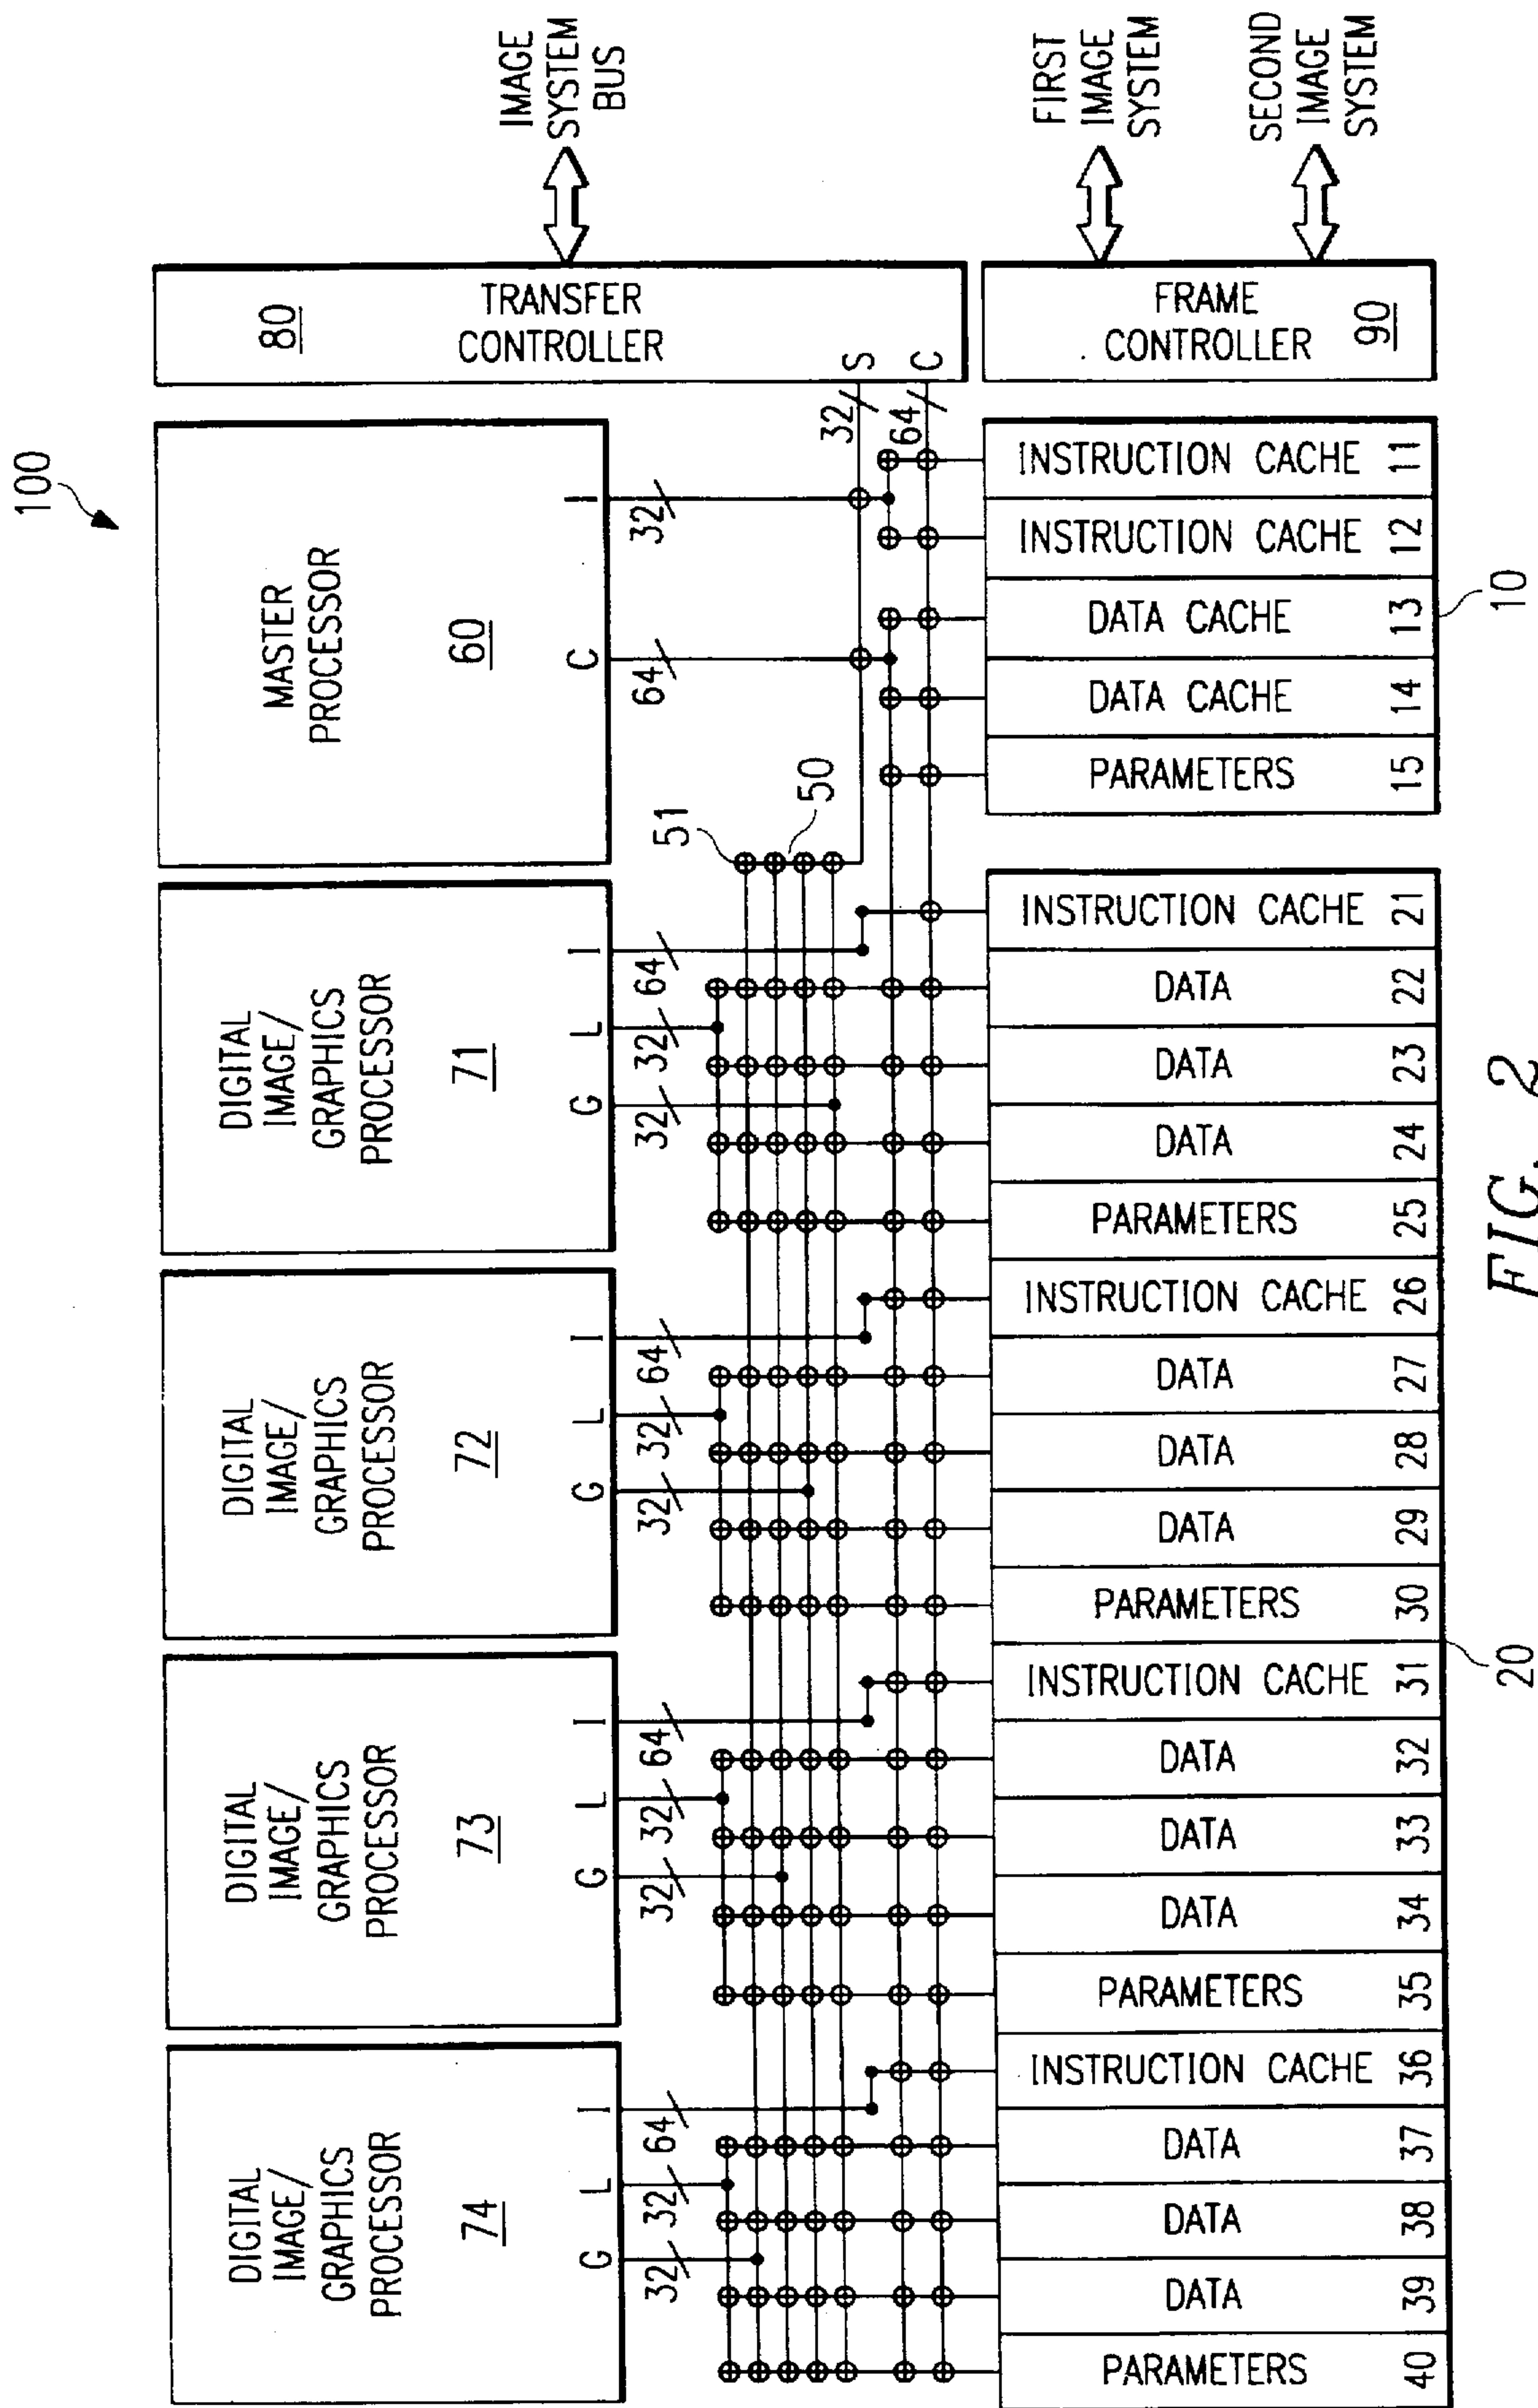 100
IMAGE
SYSTEM
BUS
FIRST
IMAGE
SYSTEM
SECOND
IMAGE
SYSTEM
80
TRANSFER
CONTROLLER
S
C
32
64
FRAME
CONTROLLER
90
MASTER
PROCESSOR
60
C
I
64
32
51
50
INSTRUCTION CACHE 11
INSTRUCTION CACHE 12
DATA CACHE 13
DATA CACHE 14
PARAMETERS 15
10
DIGITAL
IMAGE/
GRAPHICS
PROCESSOR
71
G
L
I
32
32
64
INSTRUCTION CACHE 21
DATA 22
DATA 23
DATA 24
PARAMETERS 25
DIGITAL
IMAGE/
GRAPHICS
PROCESSOR
72
G
L
I
32
32
64
INSTRUCTION CACHE 26
DATA 27
DATA 28
DATA 29
PARAMETERS 30
DIGITAL
IMAGE/
GRAPHICS
PROCESSOR
73
G
L
I
32
32
64
INSTRUCTION CACHE 31
DATA 32
DATA 33
DATA 34
PARAMETERS 35
20
DIGITAL
IMAGE/
GRAPHICS
PROCESSOR
74
G
L
I
32
32
64
INSTRUCTION CACHE 36
DATA 37
DATA 38
DATA 39
PARAMETERS 40
FIG. 2